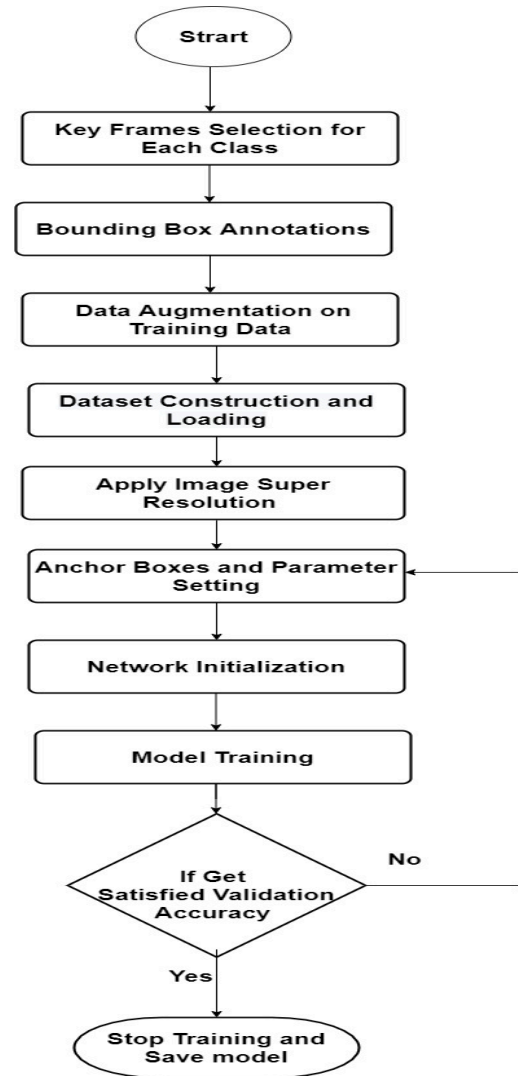 Strart
Key Frames Selection for
Each Class
Bounding Box Annotations
Data Augmentation on
Training Data
Dataset Construction and
Loading
Apply Image Super
Resolution
Anchor Boxes and Parameter
Setting
Network Initialization
Model Training
No
If Get
Satisfied Validation
Accuracy
Yes
Stop Training and
Save model